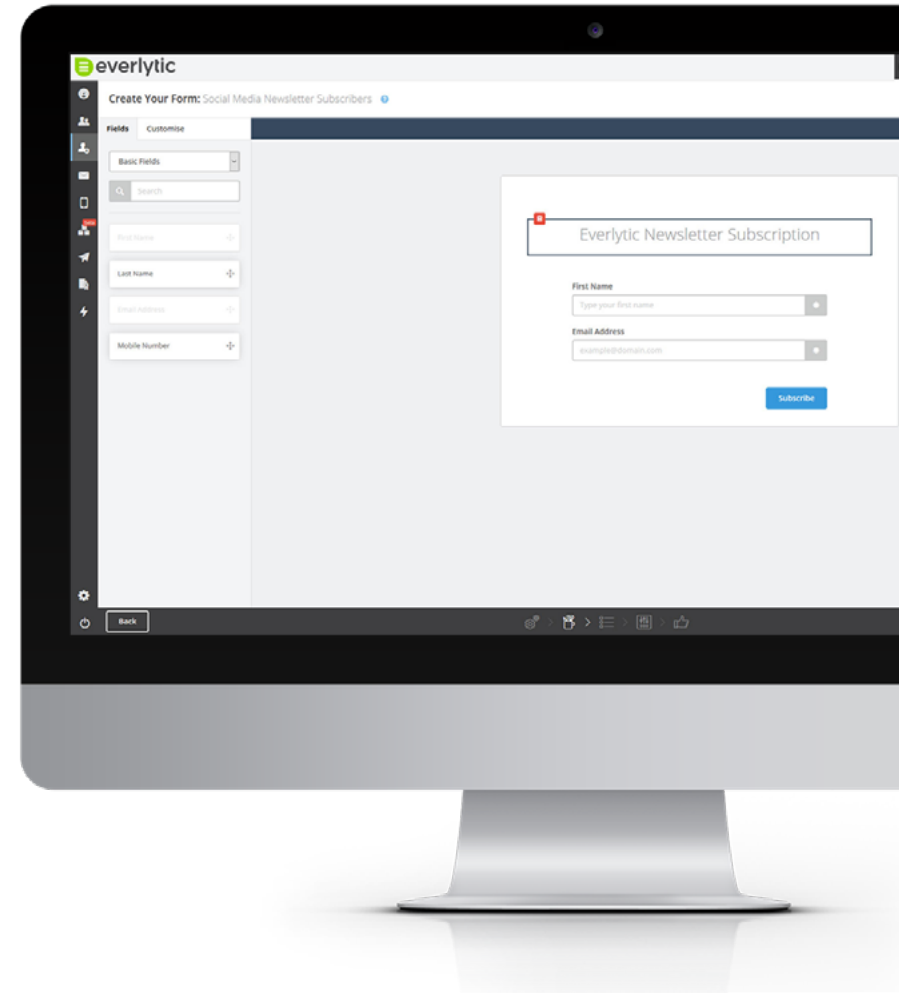 everlytic
Create Your Form: Social Media Newsletter Subscribers
Fields Customise
Basic Fields
Search
First Name
Last Name
Email Address
Mobile Number
Everlytic Newsletter Subscription
First Name
Type your first name
Email Address
example@domain.com
Subscribe
Back